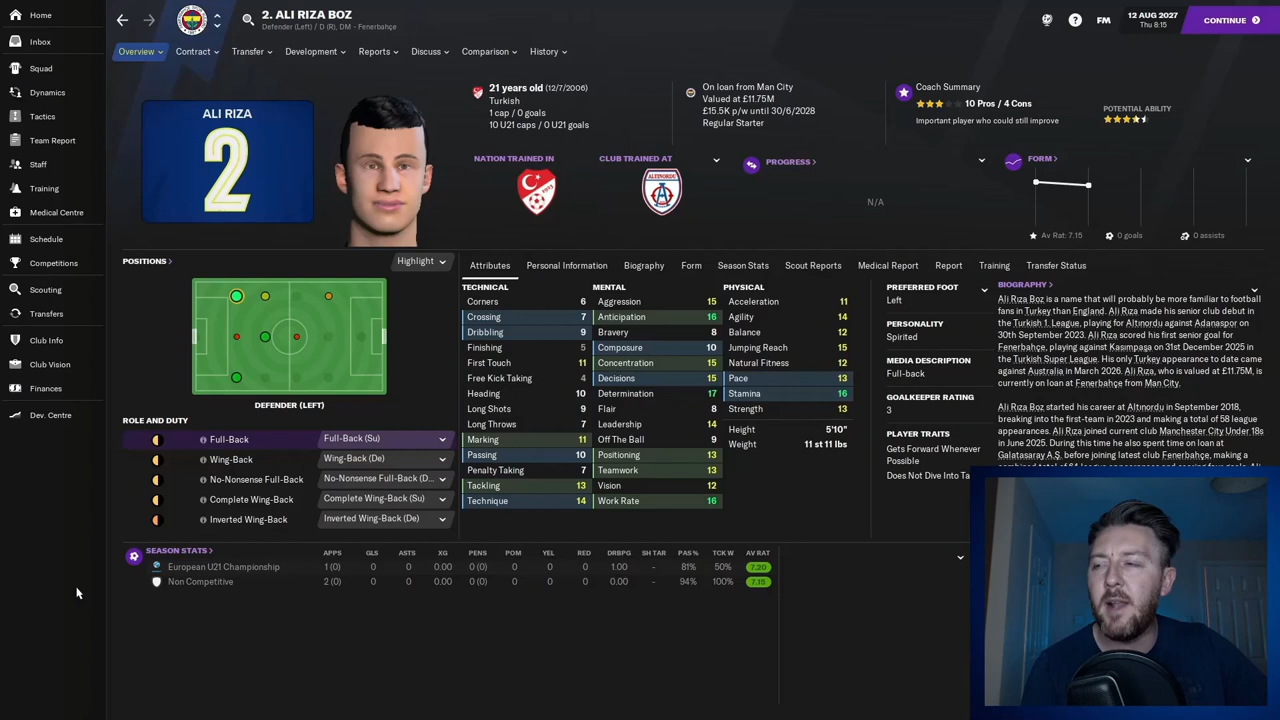 Home
Inbox
Squad
Dynamics
Tactics
Team Report
Staff
Training
Medical Centre
Schedule
Competitions
Scouting
Transfers
Club Info
Club Vision
Finances
Dev. Centre
2. ALI RIZA BOZ
Defender (Left) / D (R), DM - Fenerbahçe
FM
12 AUG 2027
Thu 8:15
CONTINUE
Overview
Contract
Transfer
Development
Reports
Discuss
Comparison
History
ALI RIZA
2
21 years old (12/7/2006)
Turkish
1 cap / 0 goals
10 U21 caps / 0 U21 goals
On loan from Man City
Valued at £11.75M
£15.5K p/w until 30/6/2028
Regular Starter
Coach Summary
10 Pros / 4 Cons
Important player who could still improve
POTENTIAL ABILITY
NATION TRAINED IN
CLUB TRAINED AT
ALTINORDU
PROGRESS
N/A
FORM
Av Rat: 7.15
0 goals
0 assists
POSITIONS
Highlight
DEFENDER (LEFT)
ROLE AND DUTY
Full-Back Full-Back (Su)
Wing-Back Wing-Back (De)
No-Nonsense Full-Back No-Nonsense Full-Back (D...
Complete Wing-Back Complete Wing-Back (Su)
Inverted Wing-Back Inverted Wing-Back (De)
Attributes
Personal Information
Biography
Form
Season Stats
Scout Reports
Medical Report
Report
Training
Transfer Status
TECHNICAL
Corners 6
Crossing 7
Dribbling 9
Finishing 5
First Touch 11
Free Kick Taking 4
Heading 10
Long Shots 9
Long Throws 7
Marking 11
Passing 10
Penalty Taking 7
Tackling 13
Technique 14
MENTAL
Aggression 15
Anticipation 16
Bravery 8
Composure 10
Concentration 15
Decisions 15
Determination 17
Flair 8
Leadership 14
Off The Ball 9
Positioning 13
Teamwork 13
Vision 12
Work Rate 16
PHYSICAL
Acceleration 11
Agility 14
Balance 12
Jumping Reach 15
Natural Fitness 12
Pace 13
Stamina 16
Strength 13
Height 5'10"
Weight 11 st 11 lbs
PREFERRED FOOT
Left
PERSONALITY
Spirited
MEDIA DESCRIPTION
Full-back
GOALKEEPER RATING
3
PLAYER TRAITS
Gets Forward Whenever
Possible
Does Not Dive Into Ta
BIOGRAPHY
Ali Rıza Boz is a name that will probably be more familiar to football
fans in Turkey than England. Ali Rıza made his senior club debut in
the Turkish 1. League, playing for Altınordu against Adanaspor on
30th September 2023. Ali Rıza scored his first senior goal for
Fenerbahçe, playing against Kasımpaşa on 31st December 2025 in
the Turkish Super League. His only Turkey appearance to date came
against Australia in March 2026. Ali Rıza, who is valued at £11.75M,
is currently on loan at Fenerbahçe from Man City.
Ali Rıza Boz started his career at Altınordu in September 2018,
breaking into the first-team in 2023 and making a total of 58 league
appearances. Ali Rıza joined current club Manchester City Under 18s
in June 2025. During this time he also spent time on loan at
Galatasaray A.Ş. before joining latest club Fenerbahçe, making a
SEASON STATS
APPS GLS ASTS XG PENS POM YEL RED DRBPG SH TAR PAS% TCK W AV RAT
European U21 Championship 1 (0) 0 0 0.00 0 (0) 0 0 0 1.00 - 81% 50% 7.20
Non Competitive 2 (0) 0 0 0.00 0 (0) 0 0 0 0.00 - 94% 100% 7.15